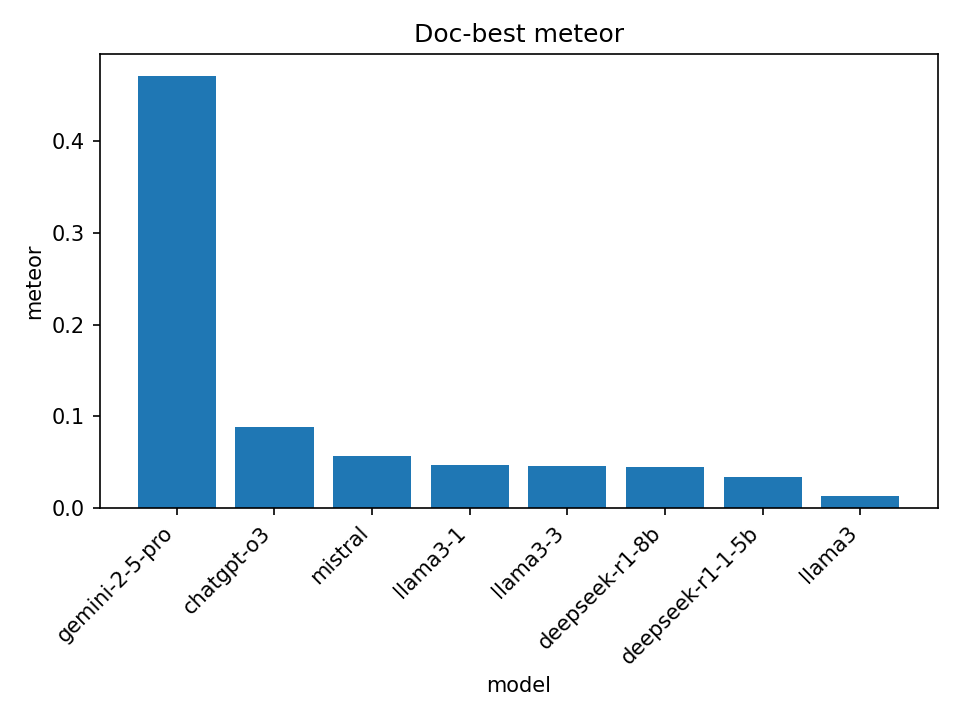 Doc-best meteor
meteor
0.4
0.3
0.2
0.1
0.0
gemini-2-5-pro
chatgpt-o3
mistral
llama3-1
llama3-3
deepseek-r1-8b
deepseek-r1-1-5b
llama3
model